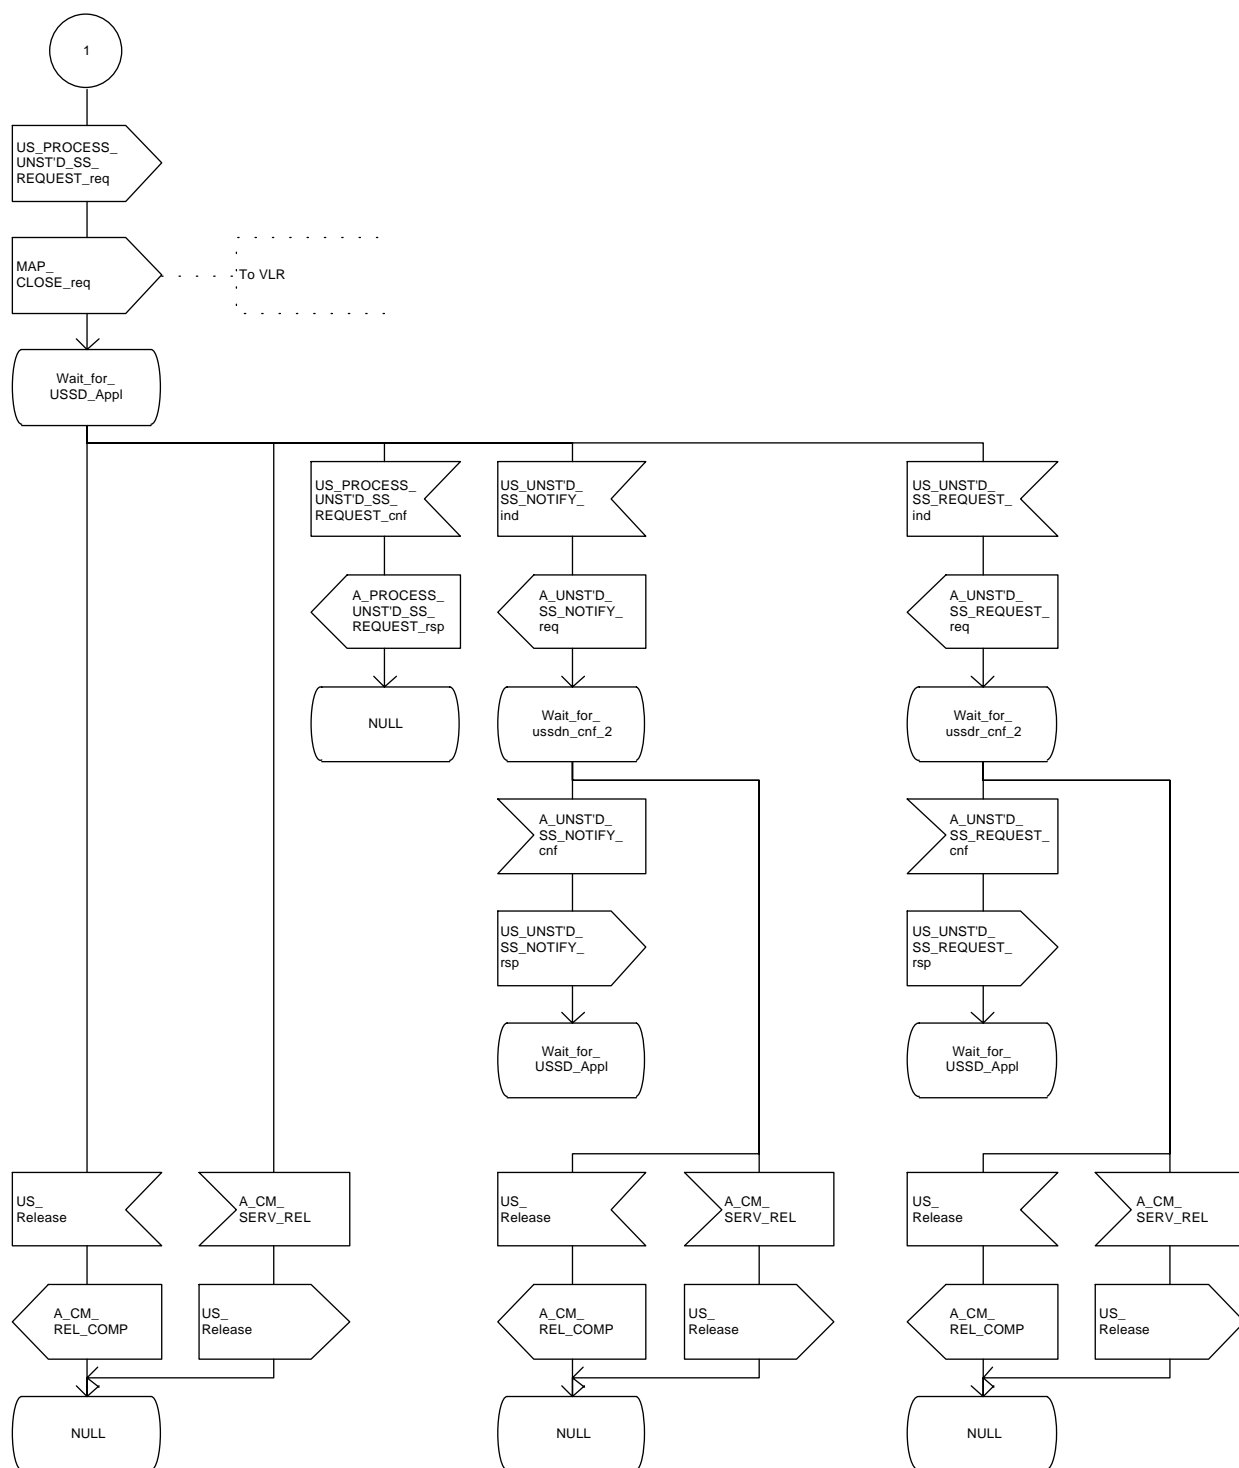 1
US_PROCESS_
UNST'D_SS_
REQUEST_req
MAP_
CLOSE_req
To VLR
Wait_for_
USSD_Appl
US_PROCESS_
UNST'D_SS_
REQUEST_cnf
US_UNST'D_
SS_NOTIFY_
ind
US_UNST'D_
SS_REQUEST_
ind
A_PROCESS_
UNST'D_SS_
REQUEST_rsp
A_UNST'D_
SS_NOTIFY_
req
A_UNST'D_
SS_REQUEST_
req
NULL
Wait_for_
ussdn_cnf_2
Wait_for_
ussdr_cnf_2
A_UNST'D_
SS_NOTIFY_
cnf
A_UNST'D_
SS_REQUEST_
cnf
US_UNST'D_
SS_NOTIFY_
rsp
US_UNST'D_
SS_REQUEST_
rsp
Wait_for_
USSD_Appl
Wait_for_
USSD_Appl
US_
Release
A_CM_
SERV_REL
US_
Release
A_CM_
SERV_REL
US_
Release
A_CM_
SERV_REL
A_CM_
REL_COMP
US_
Release
A_CM_
REL_COMP
US_
Release
A_CM_
REL_COMP
US_
Release
NULL
NULL
NULL